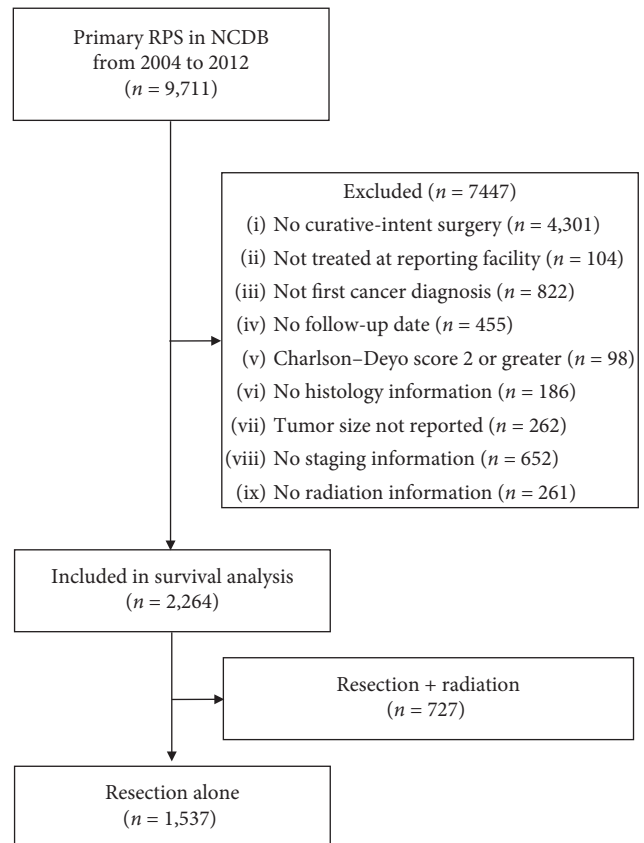 Primary RPS in NCDB
from 2004 to 2012
(n = 9,711)
Excluded (n = 7447)
(i) No curative-intent surgery (n = 4,301)
(ii) Not treated at reporting facility (n = 104)
(iii) Not first cancer diagnosis (n = 822)
(iv) No follow-up date (n = 455)
(v) Charlson–Deyo score 2 or greater (n = 98)
(vi) No histology information (n = 186)
(vii) Tumor size not reported (n = 262)
(viii) No staging information (n = 652)
(ix) No radiation information (n = 261)
Included in survival analysis
(n = 2,264)
Resection + radiation
(n = 727)
Resection alone
(n = 1,537)